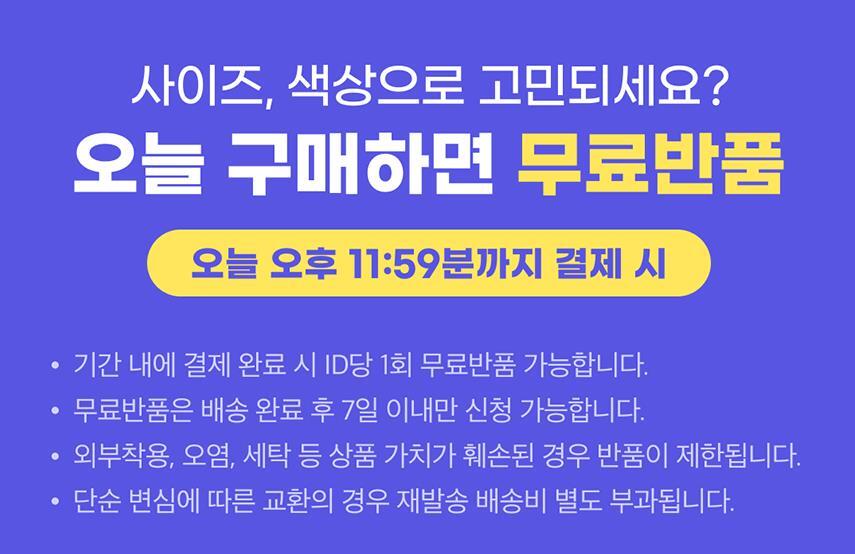 사이즈, 색상으로 고민되세요?
오늘 구매하면 무료반품
오늘 오후 11:59분까지 결제 시
• 기간 내에 결제 완료 시 ID당 1회 무료반품 가능합니다.
• 무료반품은 배송 완료 후 7일 이내만 신청 가능합니다.
• 외부착용, 오염, 세탁 등 상품 가치가 훼손된 경우 반품이 제한됩니다.
• 단순 변심에 따른 교환의 경우 재발송 배송비 별도 부과됩니다.